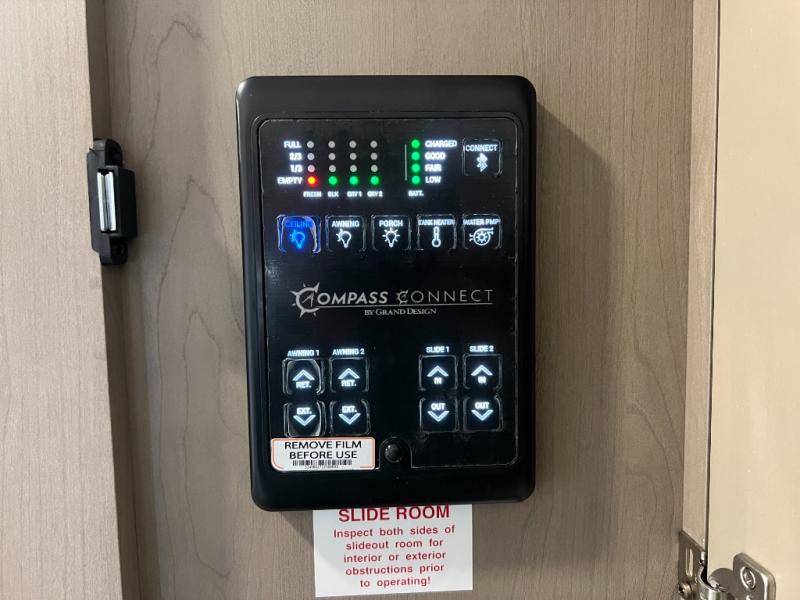 FULL
2/3
1/3
EMPTY
FRESH BLK GRY 1 GRY 2
CHARGED
GOOD
FAIR
LOW
BATT.
CONNECT
CEILING AWNING PORCH TANK HEATER WATER PMP
COMPASS CONNECT
BY GRAND DESIGN
AWNING 1 AWNING 2 SLIDE 1 SLIDE 2
RET. RET. IN IN
EXT. EXT. OUT OUT
REMOVE FILM
BEFORE USE
SLIDE ROOM
Inspect both sides of
slideout room for
interior or exterior
obstructions prior
to operating!